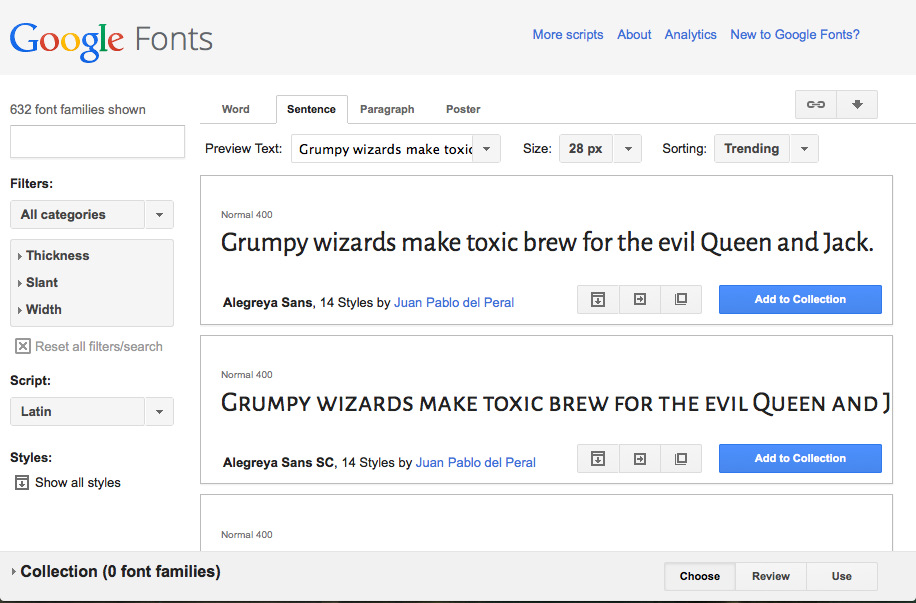 Google Fonts
More scripts About Analytics New to Google Fonts?
632 font families shown
Word Sentence Paragraph Poster
Preview Text: Grumpy wizards make toxic Size: 28 px Sorting: Trending
Filters:
All categories
Thickness
Slant
Width
Reset all filters/search
Script:
Latin
Styles:
Show all styles
Normal 400
Grumpy wizards make toxic brew for the evil Queen and Jack.
Alegreya Sans, 14 Styles by Juan Pablo del Peral
Add to Collection
Normal 400
Grumpy wizards make toxic brew for the evil Queen and J
Alegreya Sans SC, 14 Styles by Juan Pablo del Peral
Add to Collection
Normal 400
Collection (0 font families)
Choose Review Use